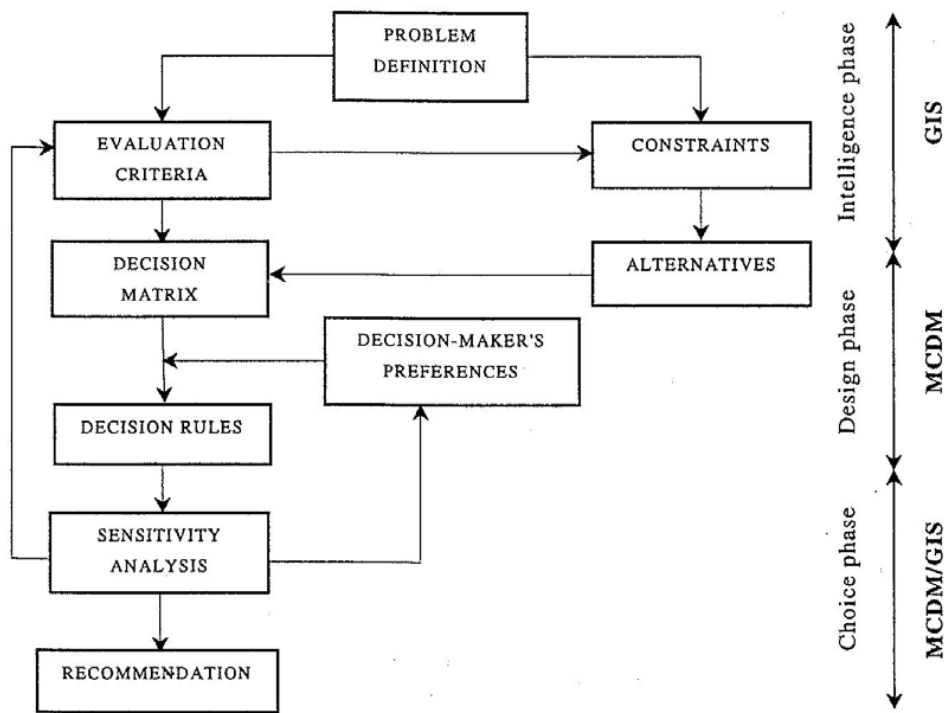 PROBLEM
DEFINITION
EVALUATION
CRITERIA
CONSTRAINTS
DECISION
MATRIX
ALTERNATIVES
DECISION-MAKER'S
PREFERENCES
DECISION RULES
SENSITIVITY
ANALYSIS
RECOMMENDATION
Intelligence phase
GIS
Design phase
MCDM
Choice phase
MCDM/GIS